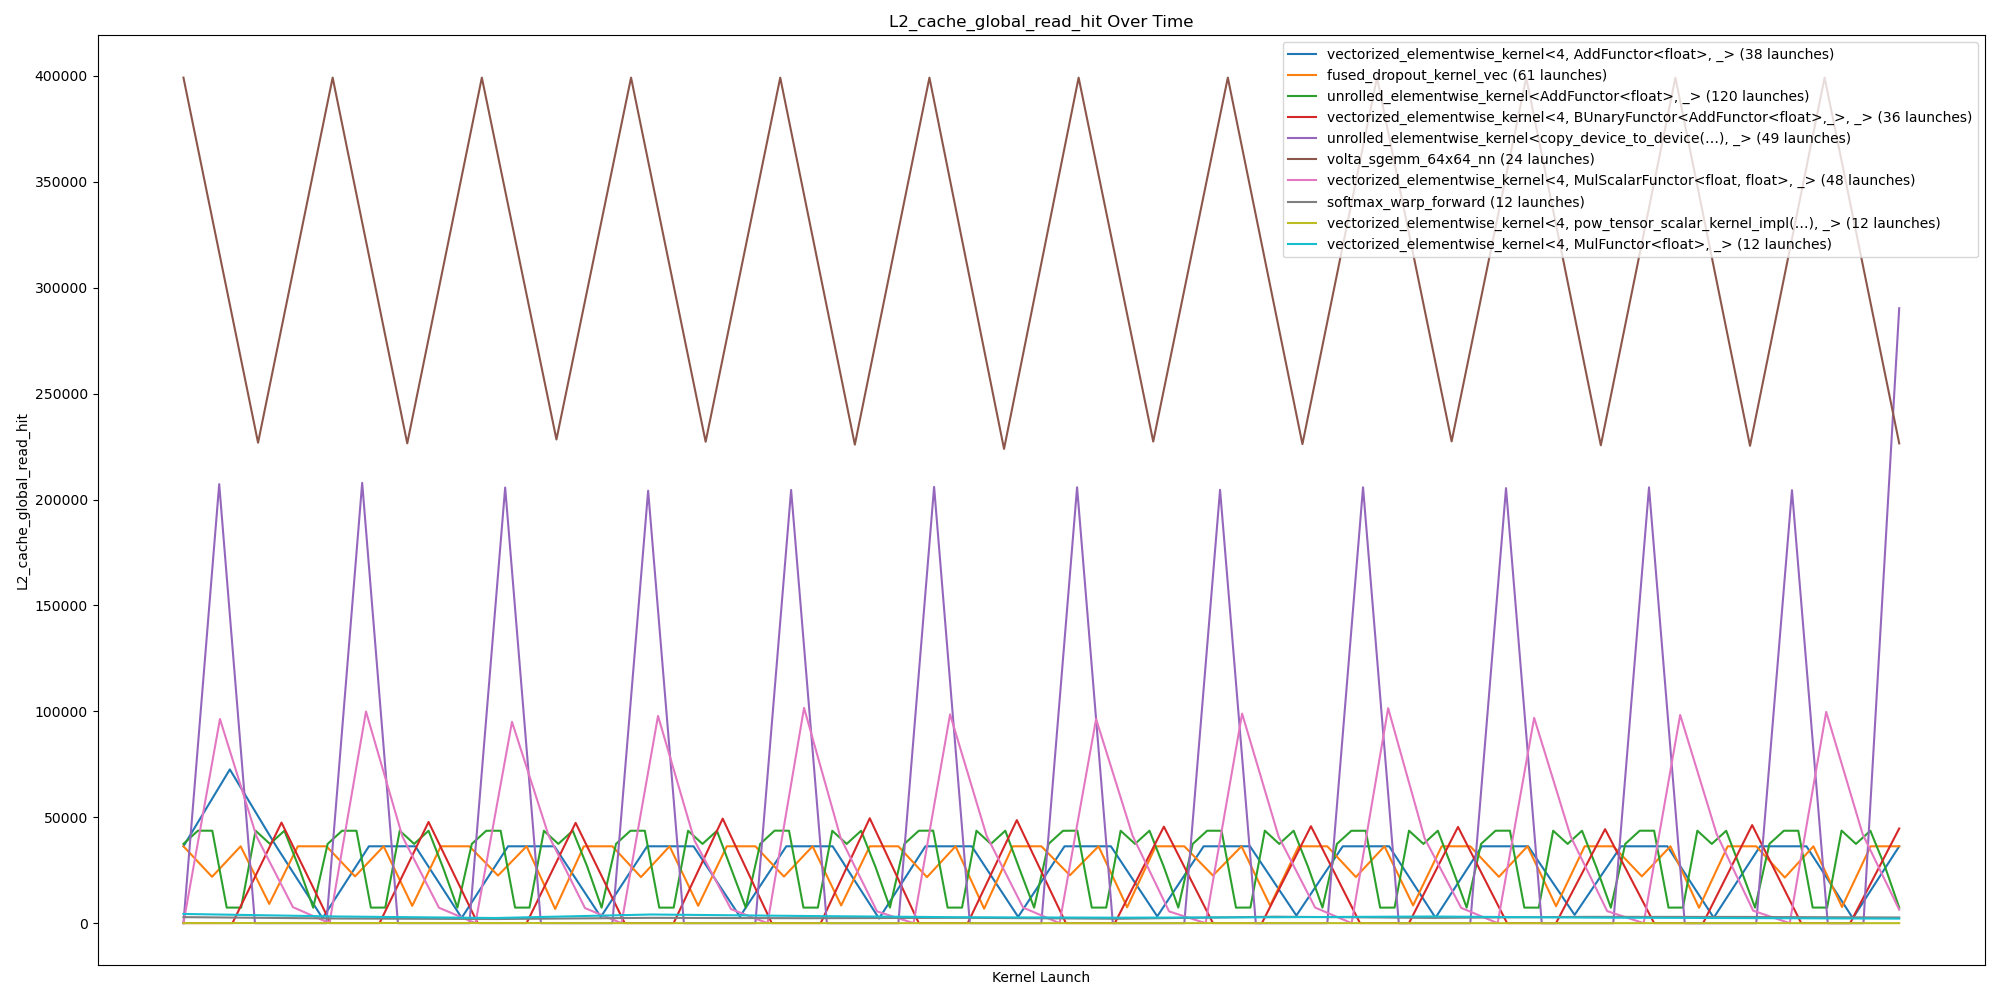 L2_cache_global_read_hit Over Time
vectorized_elementwise_kernel<4, AddFunctor<float>, _> (38 launches)
fused_dropout_kernel_vec (61 launches)
unrolled_elementwise_kernel<AddFunctor<float>, _> (120 launches)
vectorized_elementwise_kernel<4, BUnaryFunctor<AddFunctor<float>,_>, _> (36 launches)
unrolled_elementwise_kernel<copy_device_to_device(...), _> (49 launches)
volta_sgemm_64x64_nn (24 launches)
vectorized_elementwise_kernel<4, MulScalarFunctor<float, float>, _> (48 launches)
softmax_warp_forward (12 launches)
vectorized_elementwise_kernel<4, pow_tensor_scalar_kernel_impl(...), _> (12 launches)
vectorized_elementwise_kernel<4, MulFunctor<float>, _> (12 launches)
400000
350000
300000
250000
200000
150000
100000
50000
0
L2_cache_global_read_hit
Kernel Launch